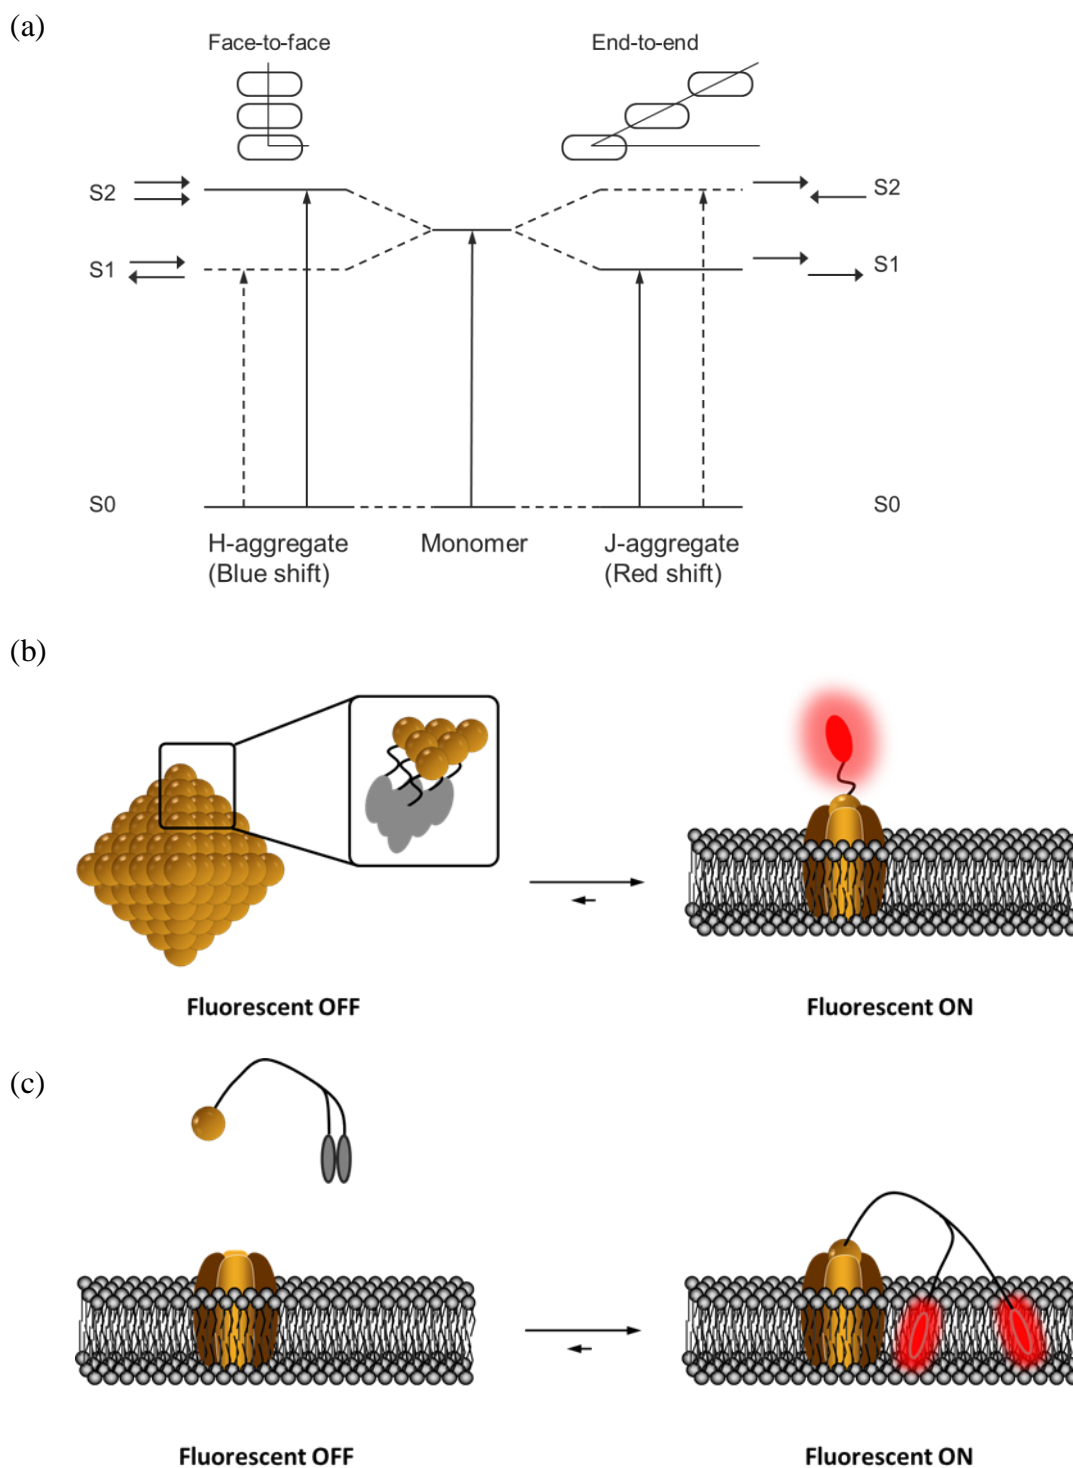 (a)
Face-to-face
End-to-end
S2
S2
S1
S1
S0
S0
H-aggregate
(Blue shift)
Monomer
J-aggregate
(Red shift)
(b)
Fluorescent OFF
Fluorescent ON
(c)
Fluorescent OFF
Fluorescent ON